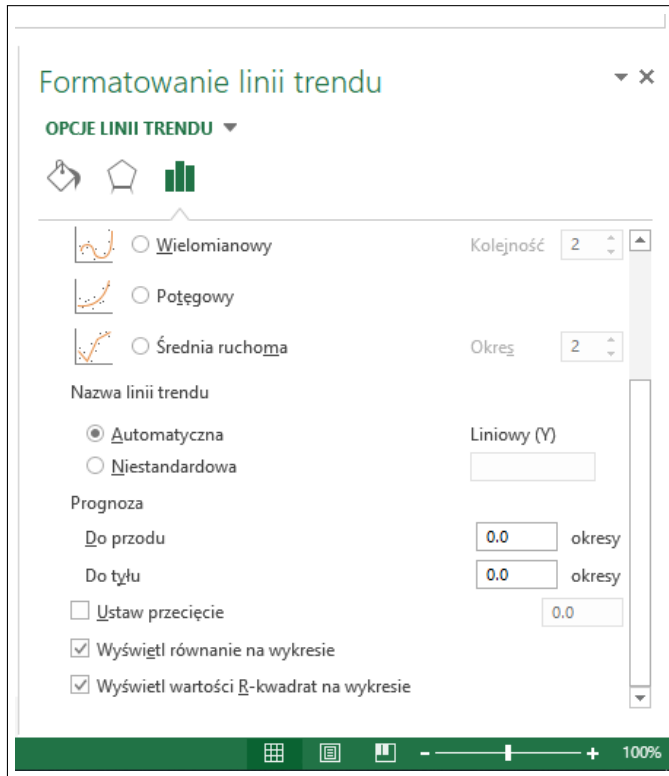 Formatowanie linii trendu
OPCJE LINII TRENDU
Wielomianowy Kolejność 2
Potęgowy
Średnia ruchoma Okres 2
Nazwa linii trendu
Automatyczna Liniowy (Y)
Niestandardowa
Prognoza
Do przodu 0.0 okresy
Do tyłu 0.0 okresy
Ustaw przecięcie 0.0
Wyświetl równanie na wykresie
Wyświetl wartości R-kwadrat na wykresie
- + 100%